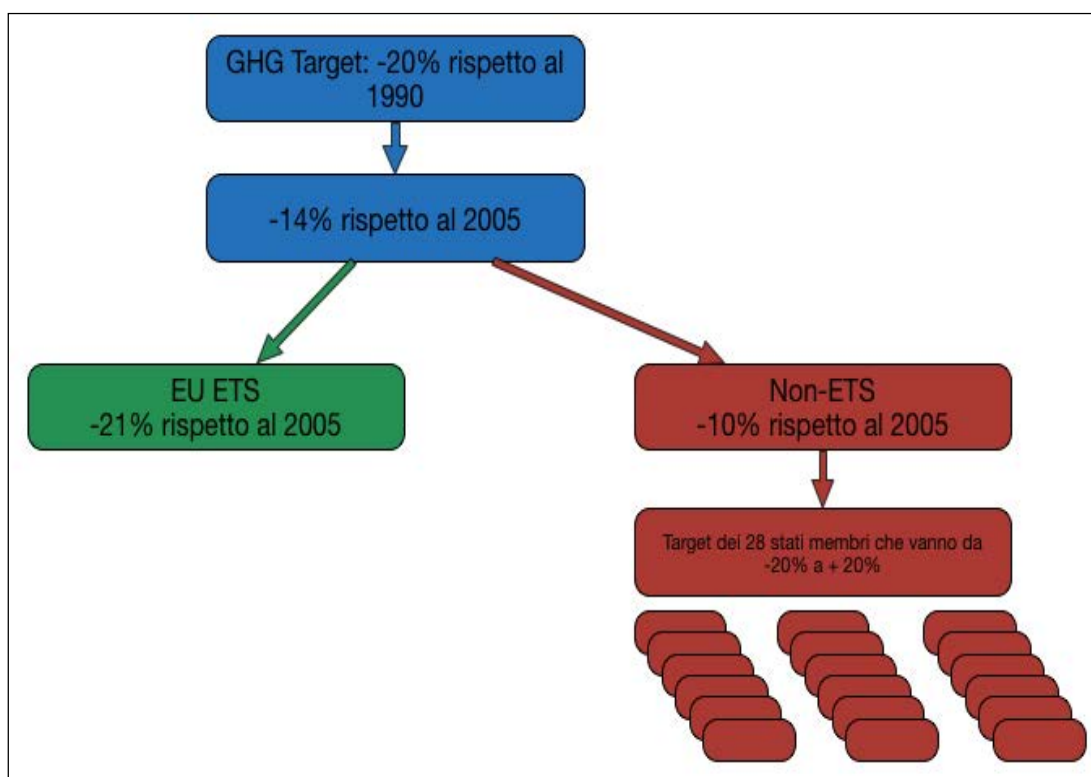 GHG Target: -20% rispetto al
1990
-14% rispetto al 2005
EU ETS
-21% rispetto al 2005
Non-ETS
-10% rispetto al 2005
Target dei 28 stati membri che vanno da
-20% a + 20%